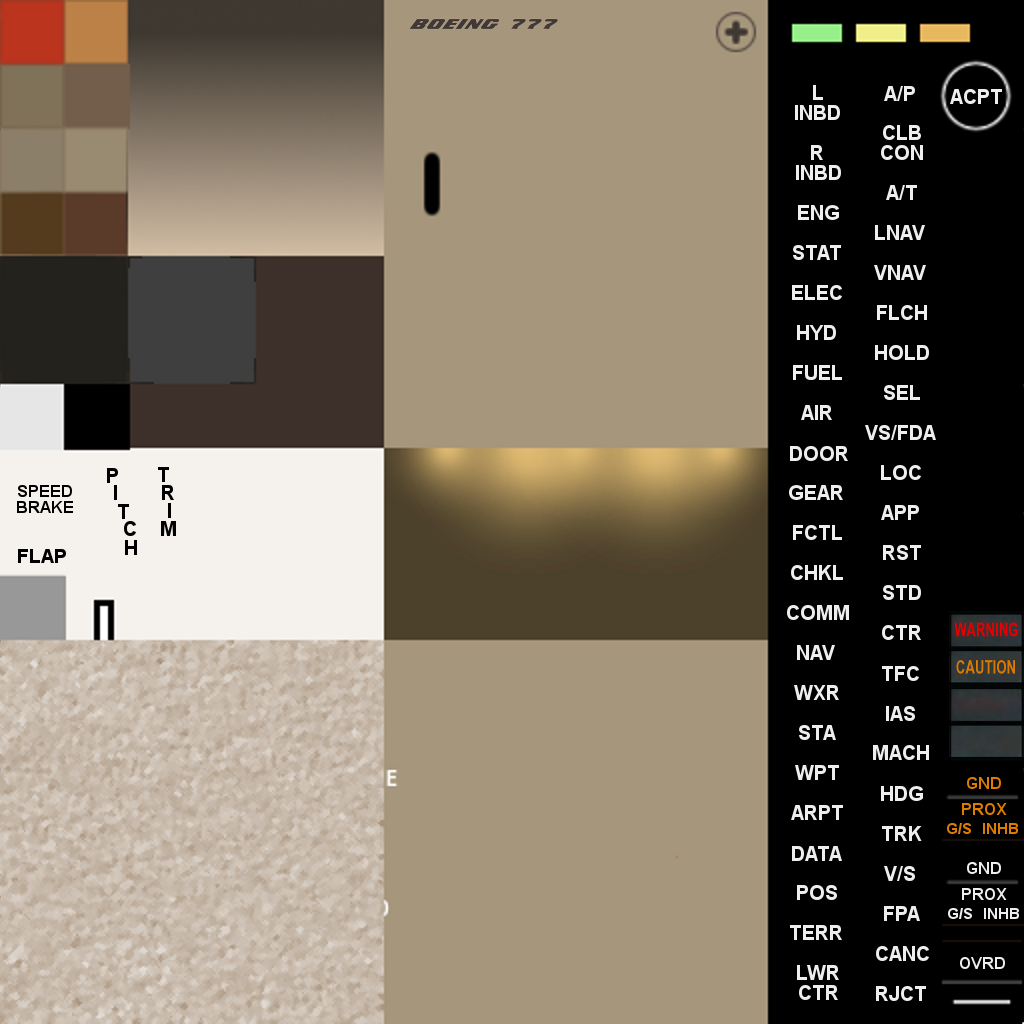 BOEING 777
SPEED
BRAKE
PITCH
TRIM
FLAP
E
L
INBD
R
INBD
ENG
STAT
ELEC
HYD
FUEL
AIR
DOOR
GEAR
FCTL
CHKL
COMM
NAV
WXR
STA
WPT
ARPT
DATA
POS
TERR
LWR
CTR
A/P
CLB
CON
A/T
LNAV
VNAV
FLCH
HOLD
SEL
VS/FDA
LOC
APP
RST
STD
CTR
TFC
IAS
MACH
HDG
TRK
V/S
FPA
CANC
RJCT
ACPT
WARNING
CAUTION
GND
PROX
G/S INHB
GND
PROX
G/S INHB
OVRD